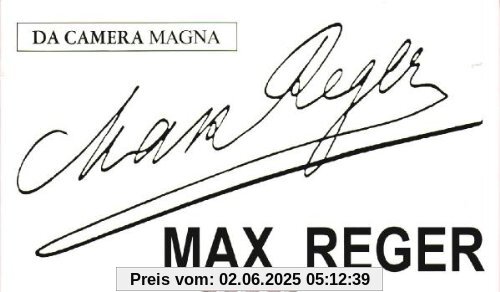 DA CAMERA MAGNA
Max Reger
MAX REGER
Preis vom: 02.06.2025 05:12:39